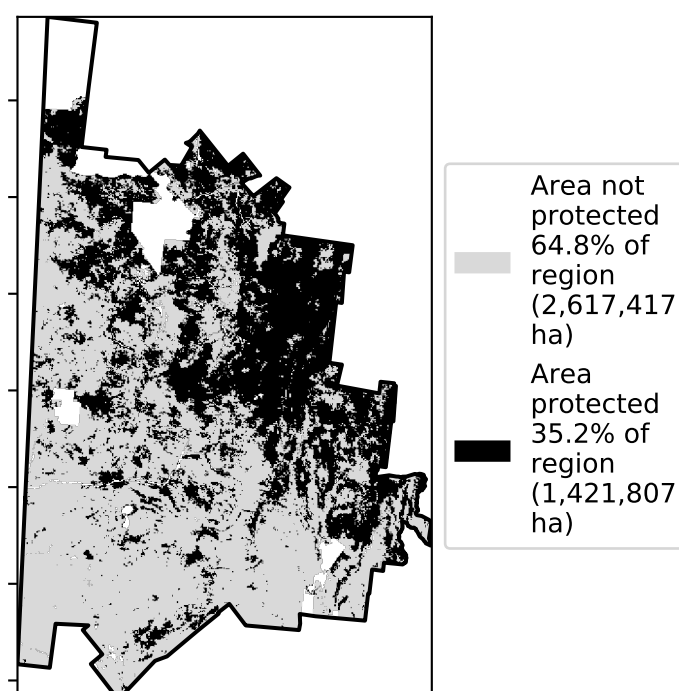 Area not
protected
64.8% of
region
(2,617,417
ha)
Area
protected
35.2% of
region
(1,421,807
ha)